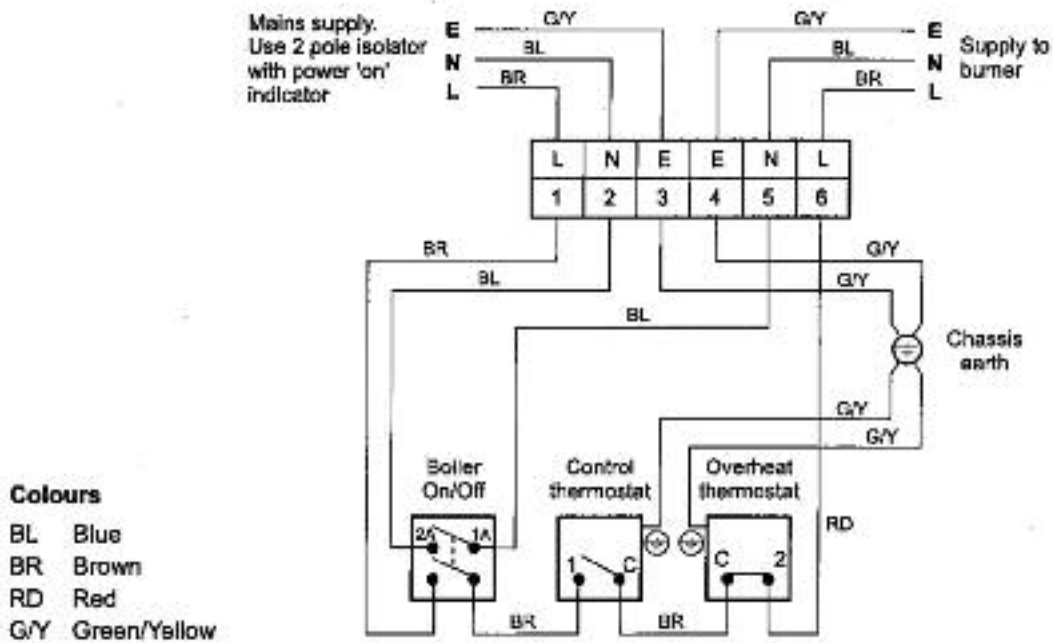 Mains supply.
Use 2 pole isolator
with power 'on'
indicator
E
N
L
G/Y
BL
BR
G/Y
BL
BR
E
N
L
Supply to
burner
L N E E N L
1 2 3 4 5 6
BR
BL
BL
G/Y
G/Y
Chassis
earth
G/Y
G/Y
RD
Boiler
On/Off
Control
thermostat
Overheat
thermostat
2A 1A
1 C
C 2
BR
BR
Colours
BL Blue
BR Brown
RD Red
G/Y Green/Yellow